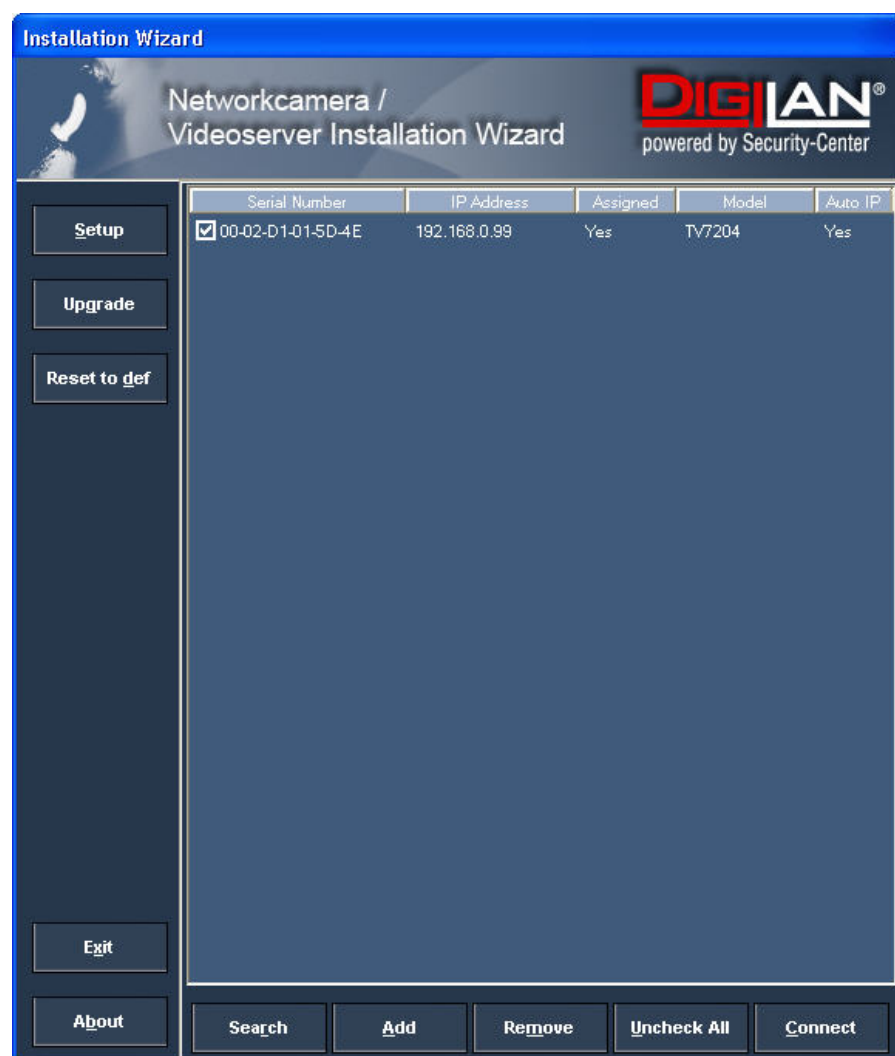 Installation Wizard
Networkcamera /
Videoserver Installation Wizard
DIGILAN®
powered by Security-Center
Serial Number IP Address Assigned Model Auto IP
00-02-D1-01-5D-4E 192.168.0.99 Yes TV7204 Yes
Setup
Upgrade
Reset to def
Exit
About
Search Add Remove Uncheck All Connect